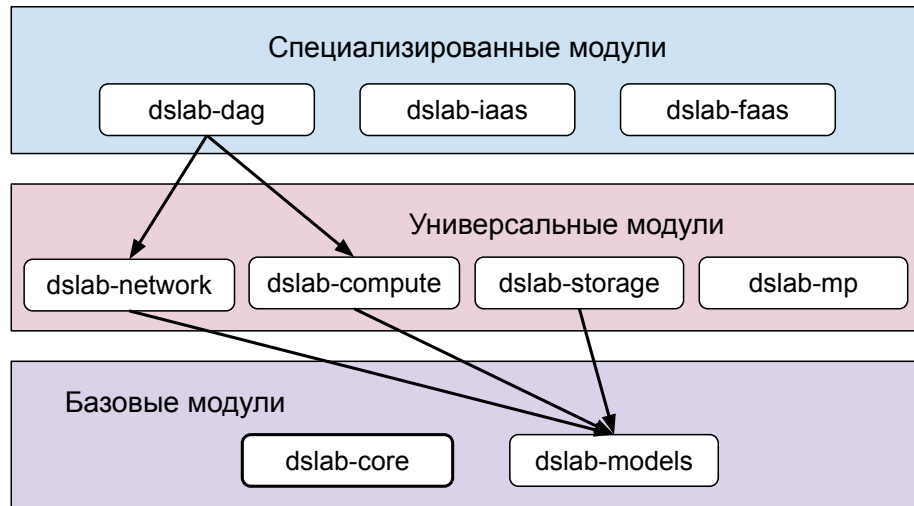 Специализированные модули
dslab-dag
dslab-iaas
dslab-faas
Универсальные модули
dslab-network
dslab-compute
dslab-storage
dslab-mp
Базовые модули
dslab-core
dslab-models